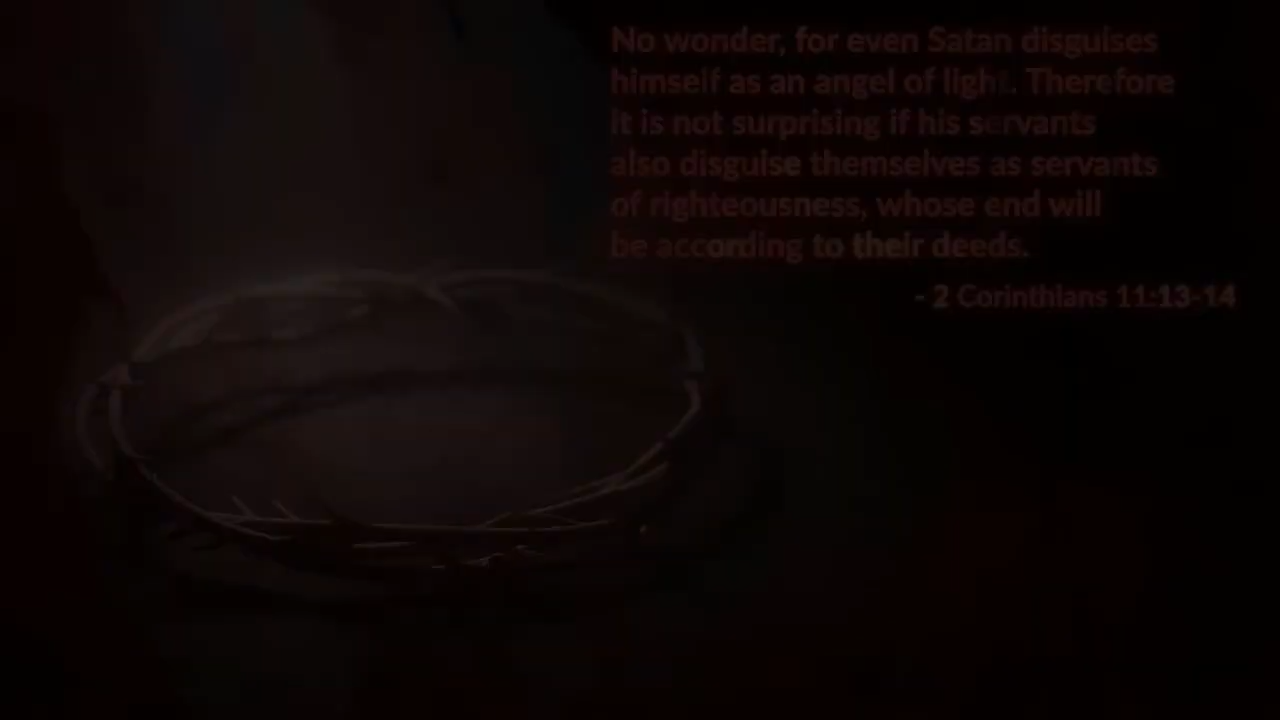 No wonder, for even Satan disguises
himself as an angel of light. Therefore
it is not surprising if his servants
also disguise themselves as servants
of righteousness, whose end will
be according to their deeds.
- 2 Corinthians 11:13-14